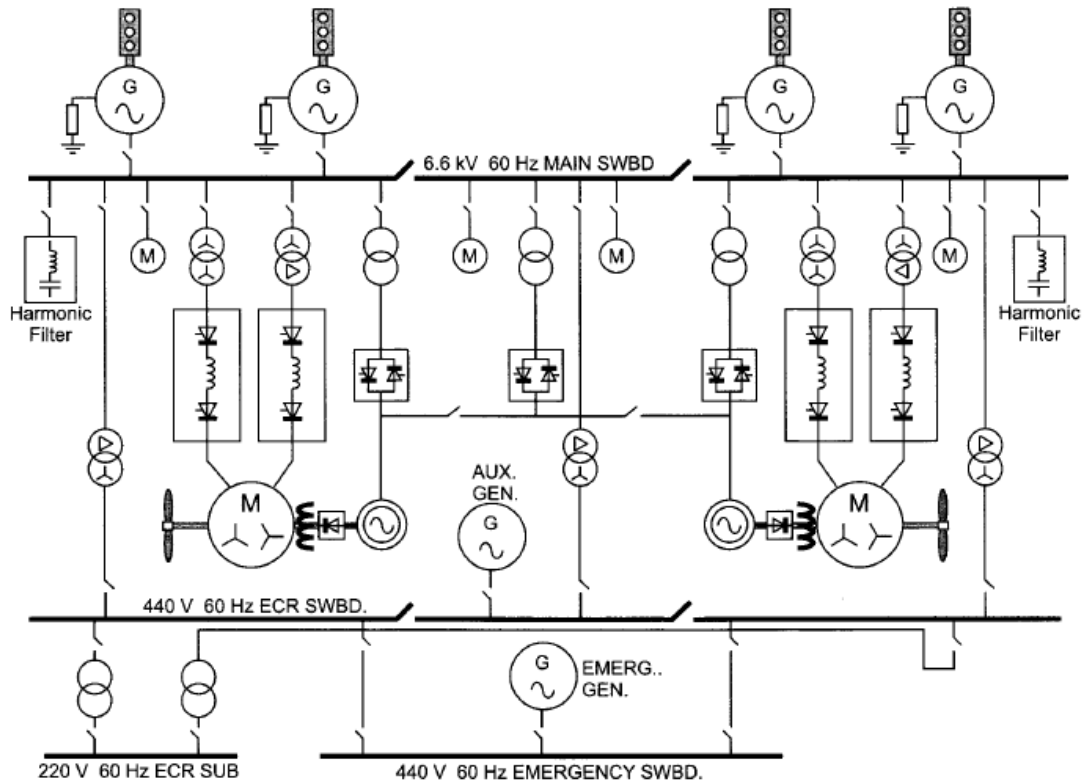 G
G
G
G
6.6 kV 60 Hz MAIN SWBD
M
M
M
M
Harmonic
Filter
Harmonic
Filter
AUX.
GEN.
G
M
M
440 V 60 Hz ECR SWBD.
G
EMERG..
GEN.
220 V 60 Hz ECR SUB
440 V 60 Hz EMERGENCY SWBD.